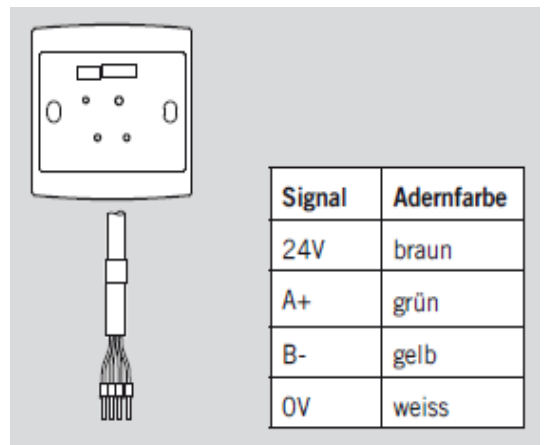 Signal Adernfarbe
24V braun
A+ grün
B- gelb
0V weiss